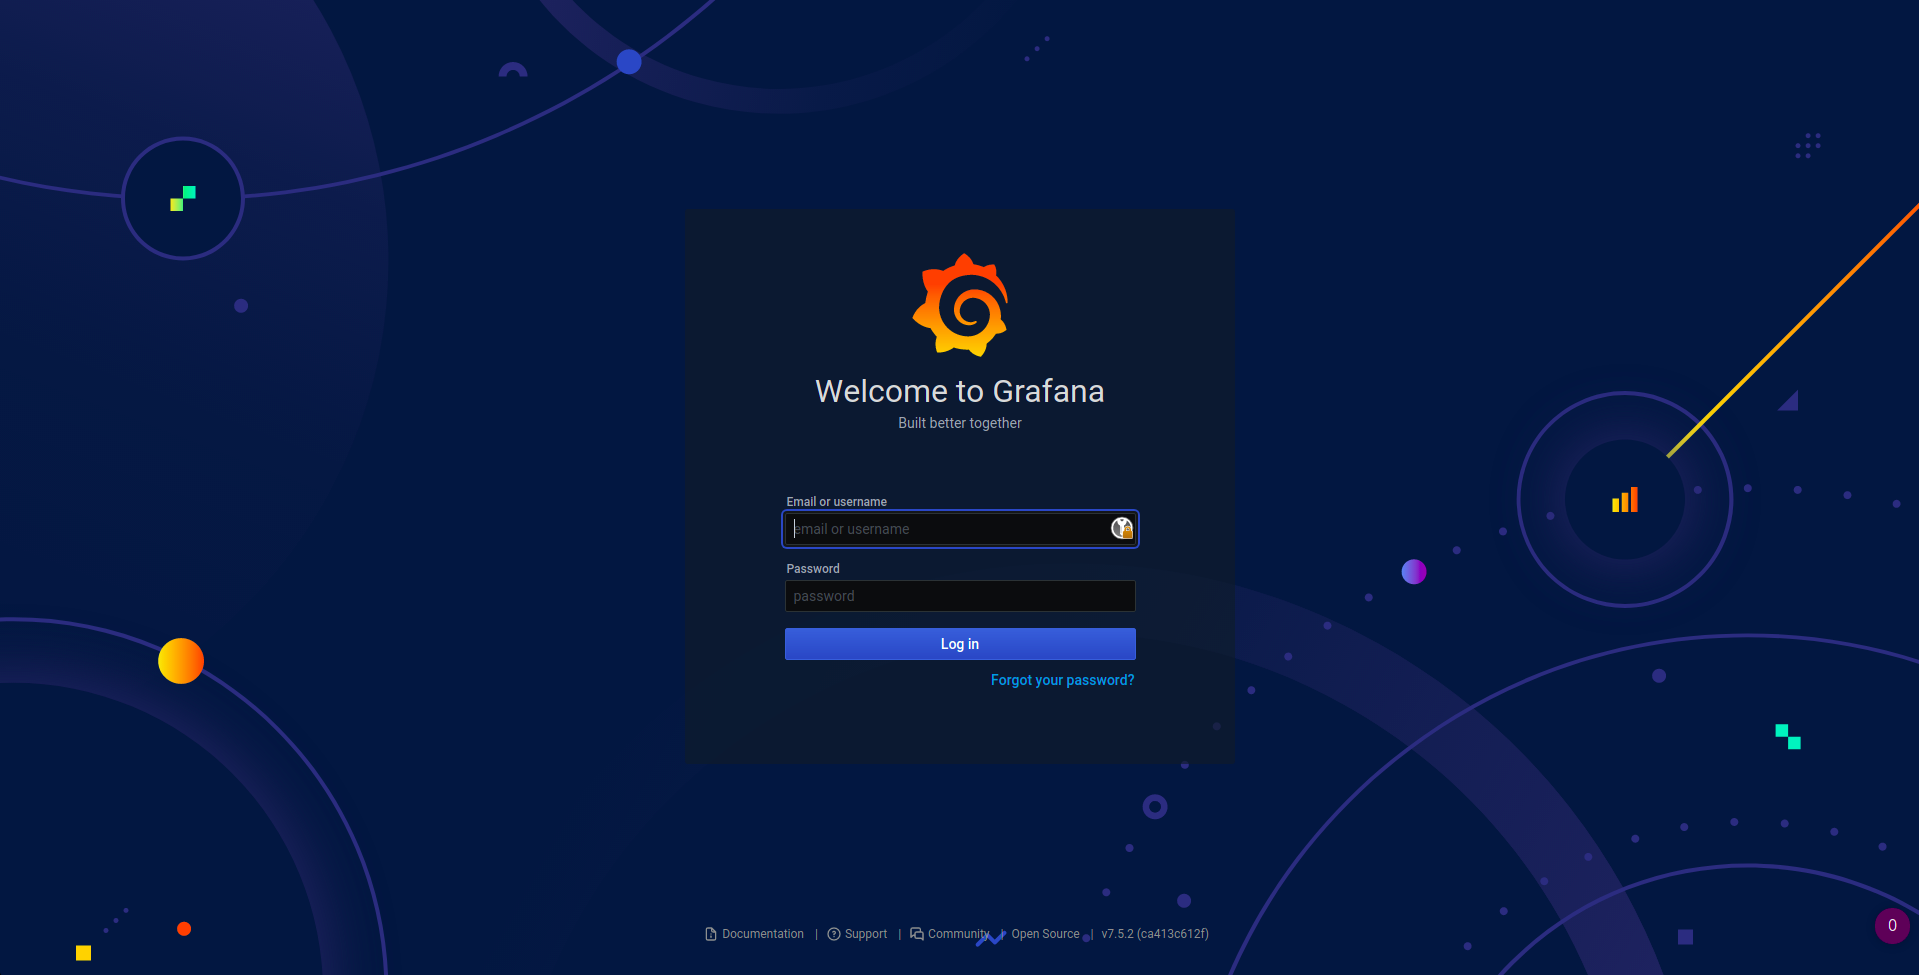 Welcome to Grafana
Built better together
Email or username
email or username
Password
password
Log in
Forgot your password?
Documentation | Support | Community | Open Source | v7.5.2 (ca413c612f)
0